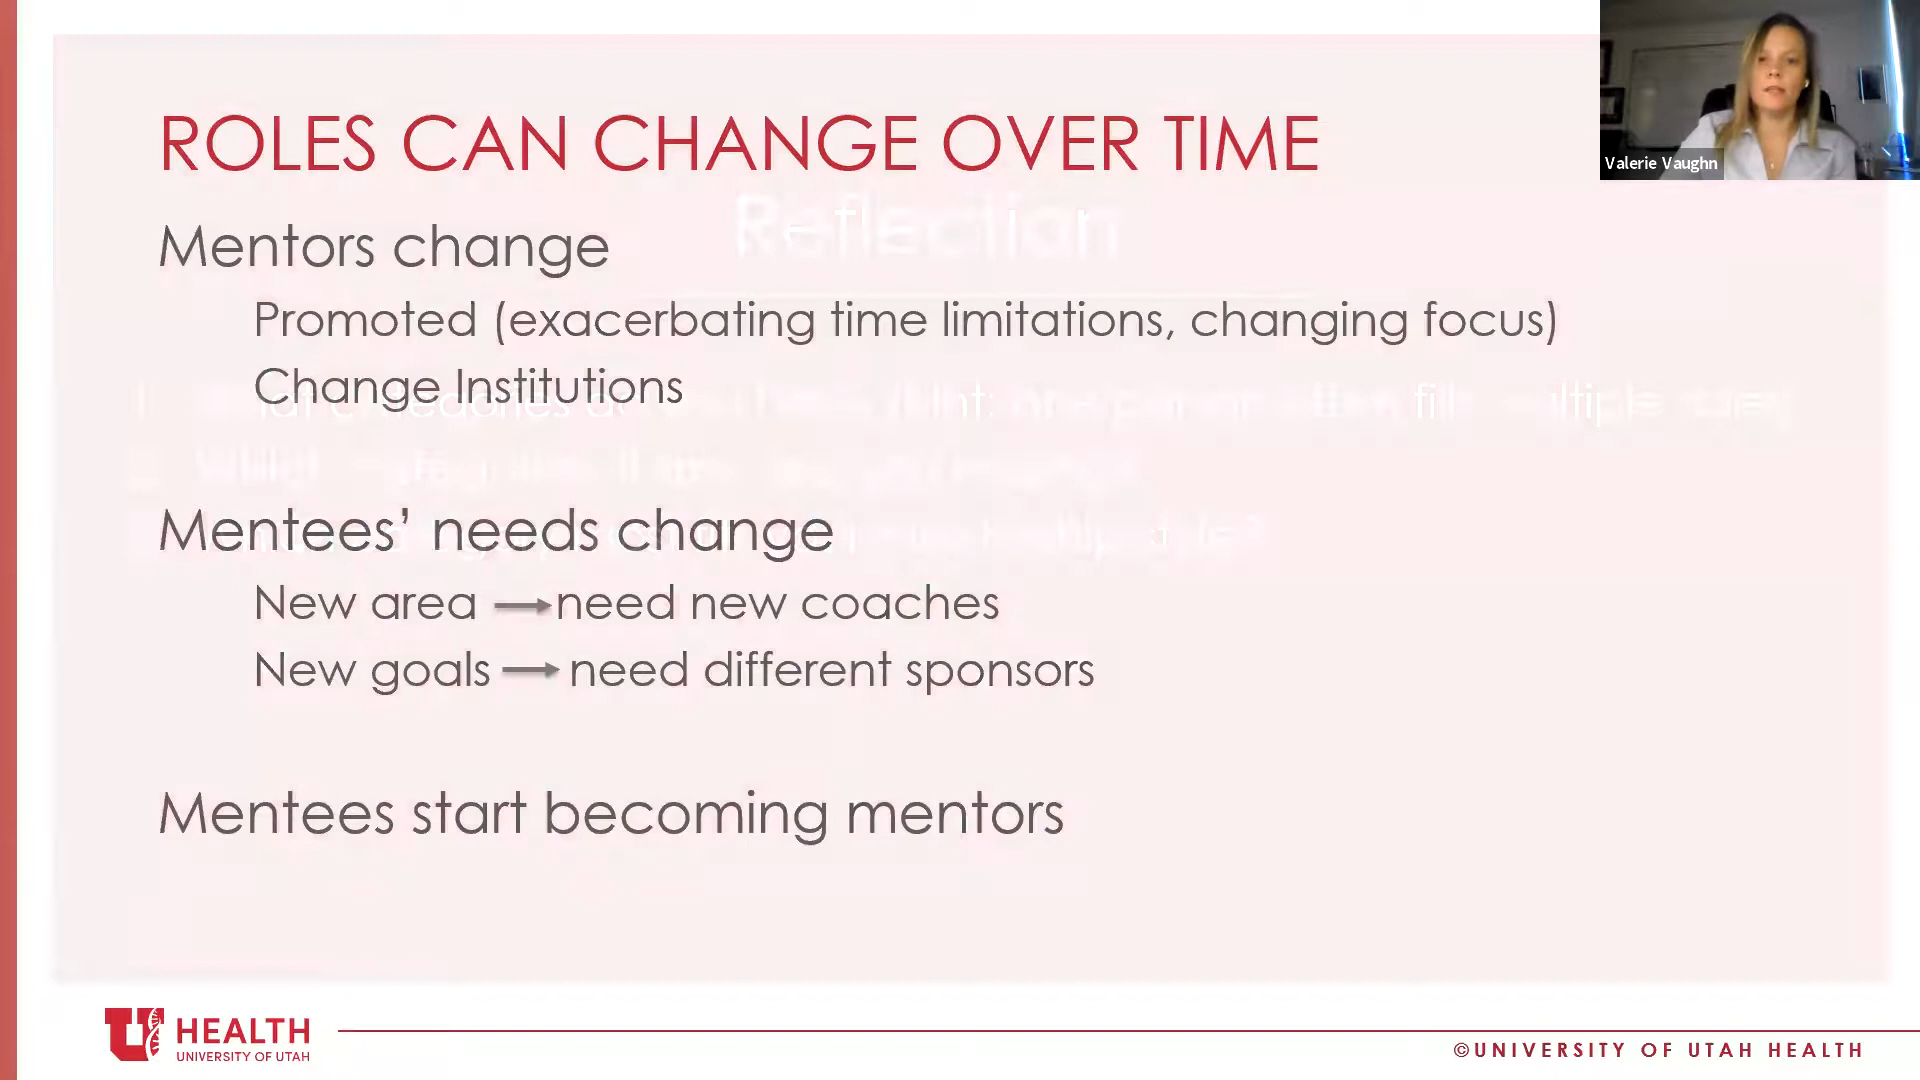 ROLES CAN CHANGE OVER TIME
Valerie Vaughn
Reflection
Mentors change
Promoted (exacerbating time limitations, changing focus)
Change Institutions
Mentees’ needs change
New area → need new coaches
New goals → need different sponsors
Mentees start becoming mentors
U HEALTH
UNIVERSITY OF UTAH
©UNIVERSITY OF UTAH HEALTH